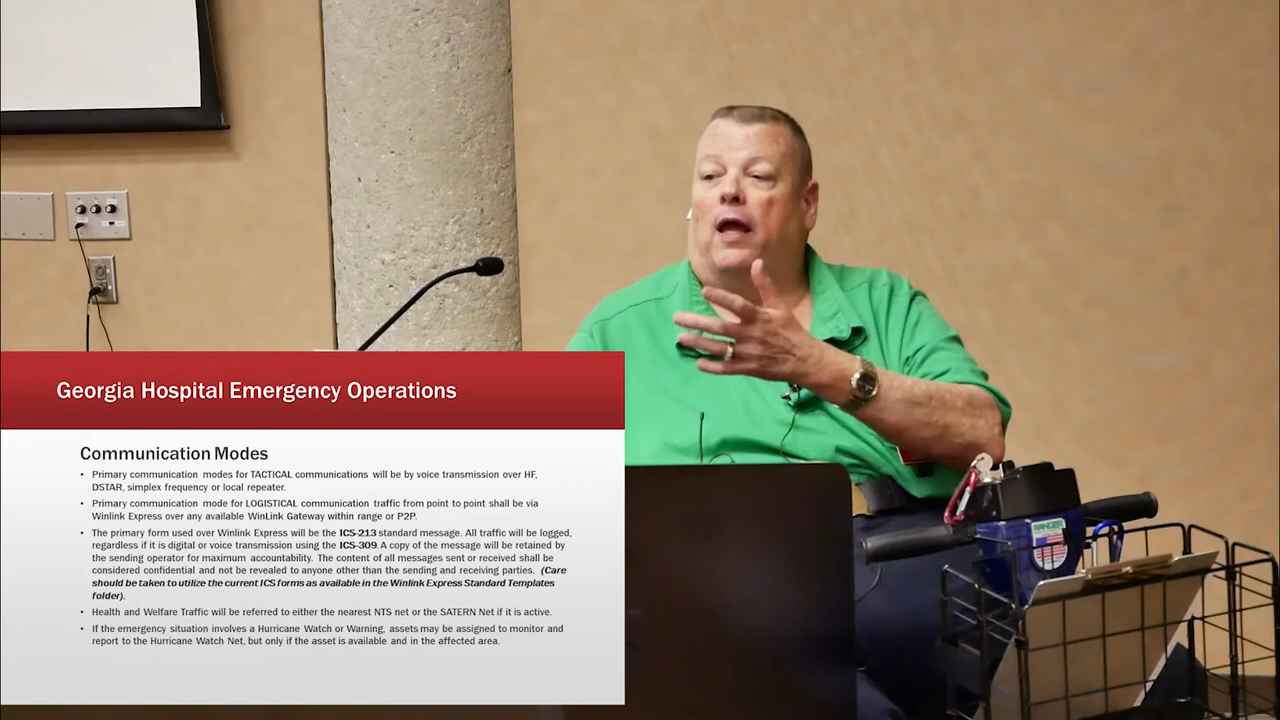 Georgia Hospital Emergency Operations
Communication Modes
• Primary communication modes for TACTICAL communications will be by voice transmission over HF,
DSTAR, simplex frequency or local repeater.
• Primary communication mode for LOGISTICAL communication traffic from point to point shall be via
Winlink Express over any available WinLink Gateway within range or P2P.
• The primary form used over Winlink Express will be the ICS-213 standard message. All traffic will be logged,
regardless if it is digital or voice transmission using the ICS-309. A copy of the message will be retained by
the sending operator for maximum accountability. The content of all messages sent or received shall be
considered confidential and not be revealed to anyone other than the sending and receiving parties. (Care
should be taken to utilize the current ICS forms as available in the Winlink Express Standard Templates
folder).
• Health and Welfare Traffic will be referred to either the nearest NTS net or the SATERN Net if it is active.
• If the emergency situation involves a Hurricane Watch or Warning, assets may be assigned to monitor and
report to the Hurricane Watch Net, but only if the asset is available and in the affected area.
RANGER